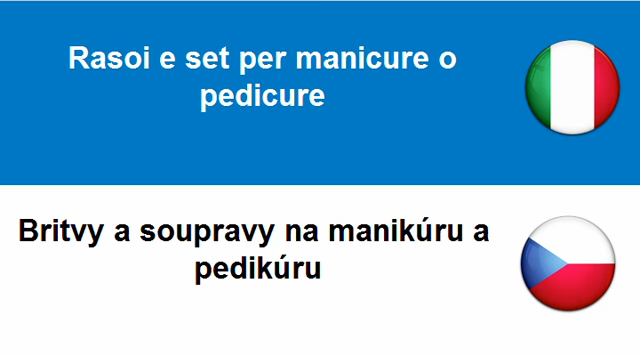 Rasoi e set per manicure o
pedicure
Britvy a soupravy na manikúru a
pedikúru